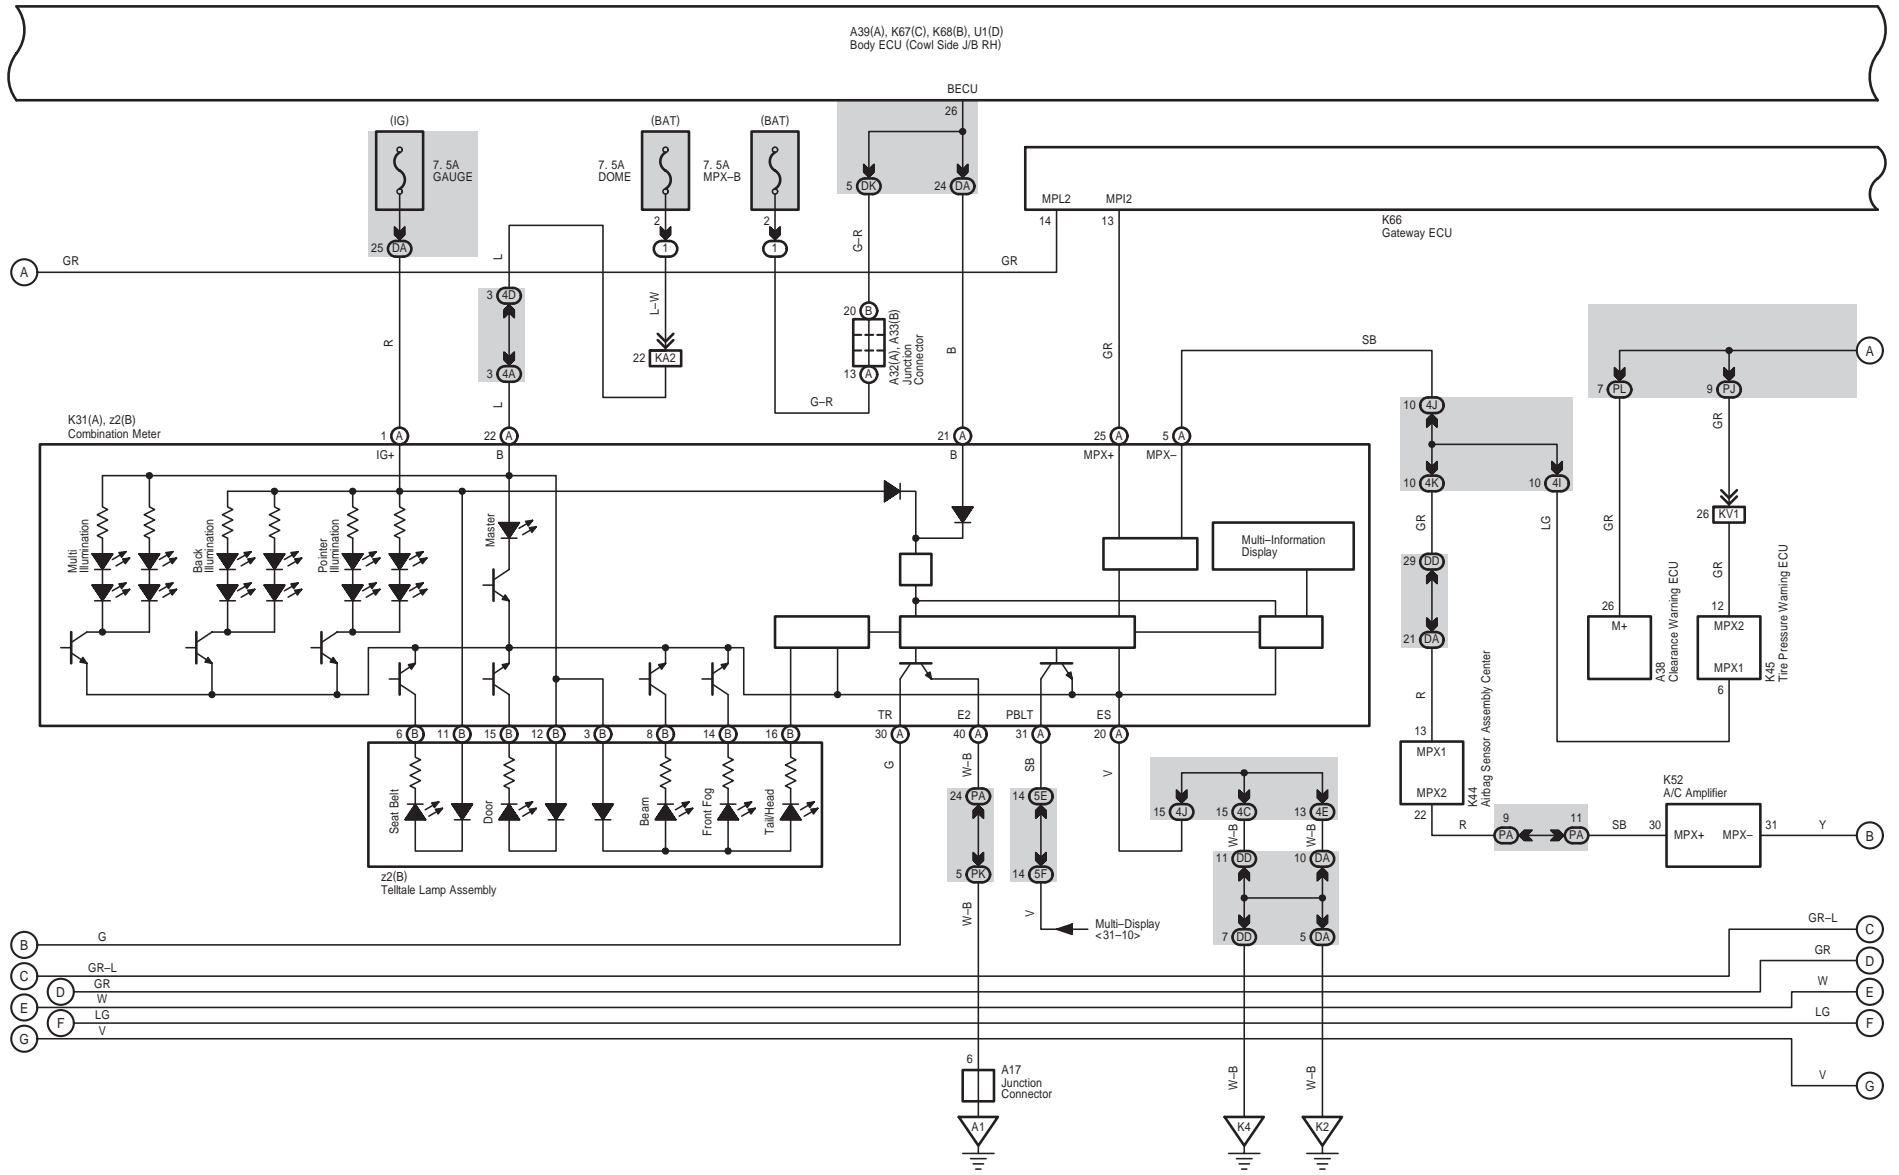 A39(A), K67(C), K68(B), U1(D)
Body ECU (Cowl Side J/B RH)
BECU
26
(IG)
7. 5A
GAUGE
25 DA
(BAT)
7. 5A
DOME
2
1
(BAT)
7. 5A
MPX–B
2
1
5 DK
24 DA
MPL2
MPI2
14
13
K66
Gateway ECU
A
GR
GR
L
G–R
3 4D
L–W
20 B
A32(A), A33(B)
Junction
Connector
13 A
R
B
GR
SB
22 KA2
3 4A
L
G–R
A
7 PL
9 PJ
10 4J
GR
K31(A), z2(B)
Combination Meter
1 A
22 A
21 A
25 A
5 A
IG+
B
B
MPX+
MPX–
10 4K
10 4I
Multi
Illumination
Back
Illumination
Pointer
Illumination
Master
Multi–Information
Display
GR
LG
GR
26 KV1
GR
29 DD
21 DA
26
M+
A38
Clearance Warning ECU
12
MPX2
MPX1
6
K45
Tire Pressure Warning ECU
R
13
MPX1
MPX2
22
K44
Airbag Sensor Assembly Center
TR
E2
PBLT
ES
6 B
11 B
15 B
12 B
3 B
8 B
14 B
16 B
30 A
40 A
31 A
20 A
G
W–B
SB
V
Seat Belt
Door
Beam
Front Fog
Tail/Head
24 PA
14 5E
15 4J
15 4C
13 4E
K52
A/C Amplifier
R
9
PA
11
PA
SB
30
MPX+
MPX–
31
Y
B
W–B
W–B
11 DD
10 DA
5 PK
14 5F
z2(B)
Telltale Lamp Assembly
W–B
V
Multi–Display
<31–10>
7 DD
5 DA
B
G
GR–L
C
C
GR–L
GR
D
D
GR
W
E
E
W
LG
F
F
LG
G
V
V
G
6
A17
Junction
Connector
W–B
W–B
A1
K4
K2